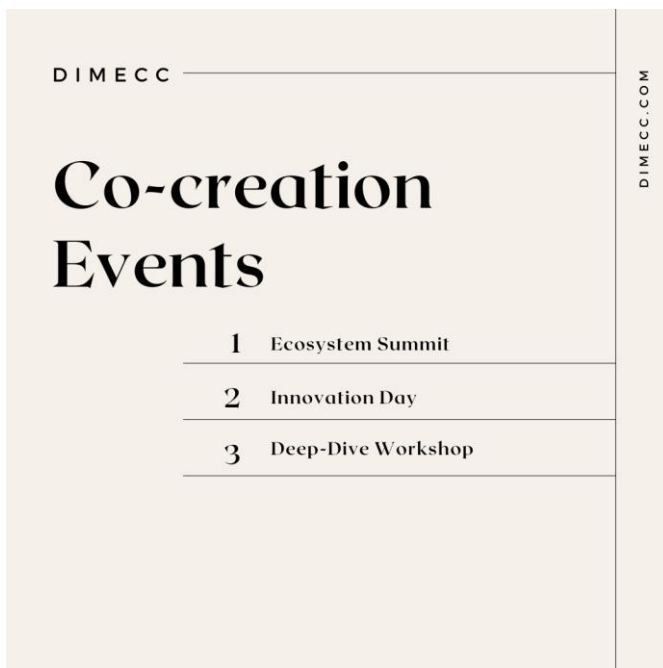 DIMECC
DIMECC.COM
Co-creation
Events
1 Ecosystem Summit
2 Innovation Day
3 Deep-Dive Workshop